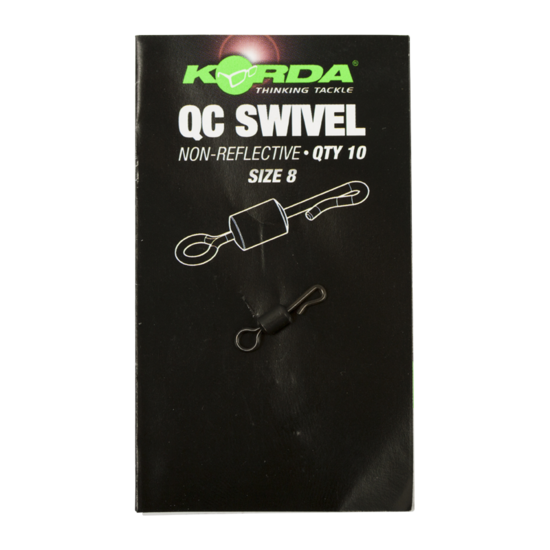 KORDA®
THINKING TACKLE
QC SWIVEL
NON-REFLECTIVE • QTY 10
SIZE 8